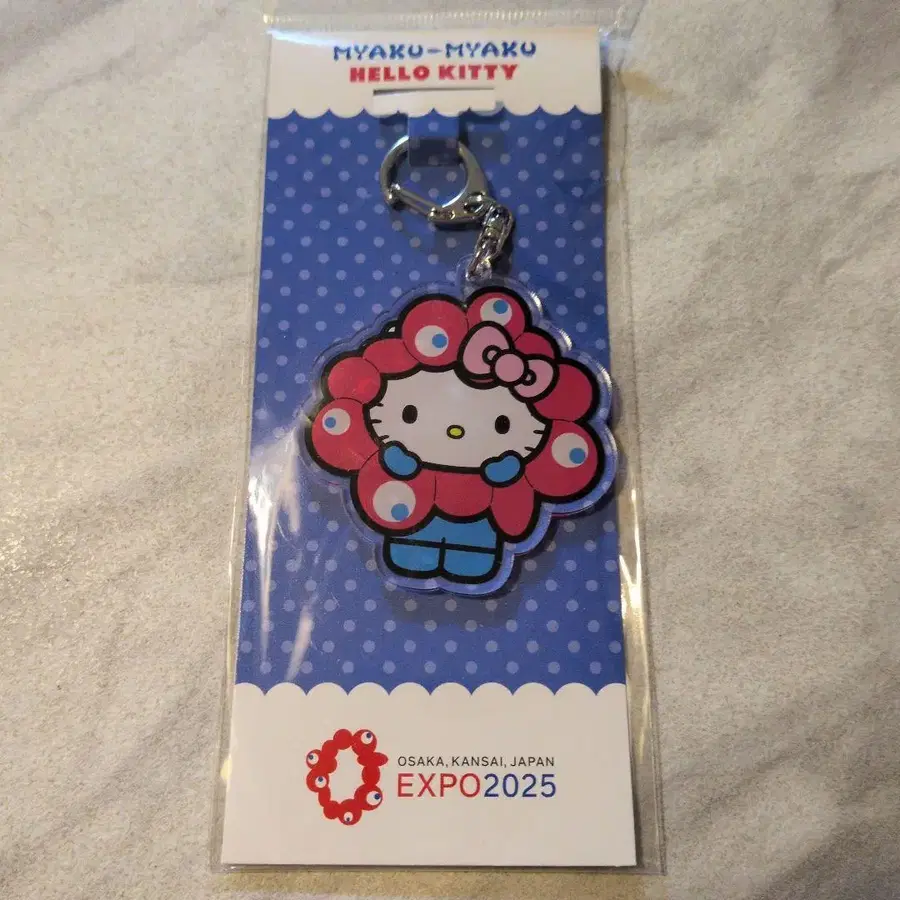 MYAKU-MYAKU
HELLO KITTY
OSAKA, KANSAI, JAPAN
EXPO2025